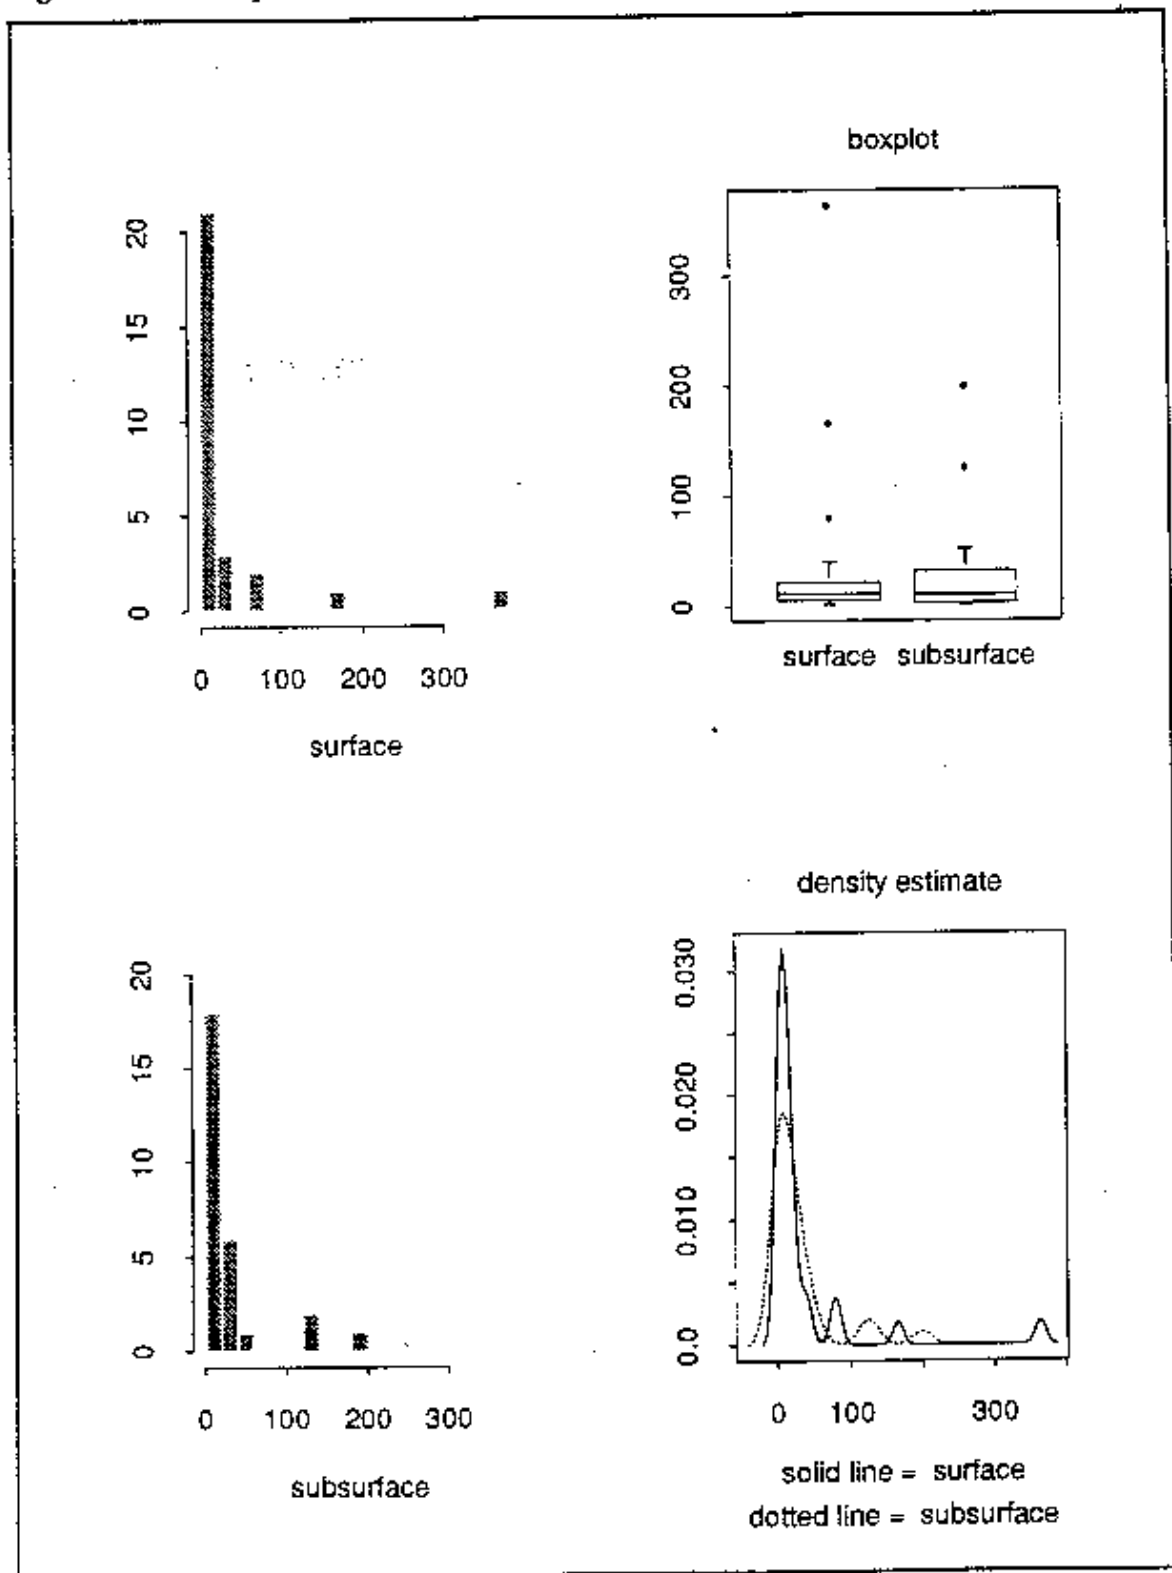 boxplot
20
15
10
5
0
0 100 200 300
surface
300
200
100
0
surface subsurface
density estimate
20
15
10
5
0
0 100 200 300
subsurface
0.030
0.020
0.010
0.0
0 100 300
solid line = surface
dotted line = subsurface